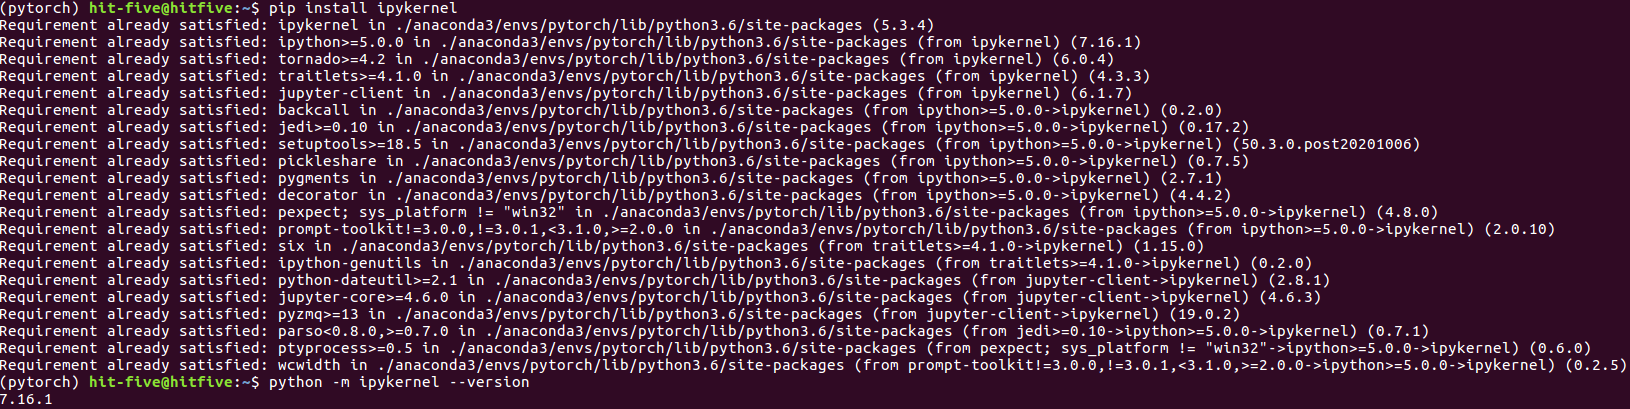 (pytorch) hit-five@hitfive:~$ pip install ipykernel
Requirement already satisfied: ipykernel in ./anaconda3/envs/pytorch/lib/python3.6/site-packages (5.3.4)
Requirement already satisfied: ipython>=5.0.0 in ./anaconda3/envs/pytorch/lib/python3.6/site-packages (from ipykernel) (7.16.1)
Requirement already satisfied: tornado>=4.2 in ./anaconda3/envs/pytorch/lib/python3.6/site-packages (from ipykernel) (6.0.4)
Requirement already satisfied: traitlets>=4.1.0 in ./anaconda3/envs/pytorch/lib/python3.6/site-packages (from ipykernel) (4.3.3)
Requirement already satisfied: jupyter-client in ./anaconda3/envs/pytorch/lib/python3.6/site-packages (from ipykernel) (6.1.7)
Requirement already satisfied: backcall in ./anaconda3/envs/pytorch/lib/python3.6/site-packages (from ipython>=5.0.0->ipykernel) (0.2.0)
Requirement already satisfied: jedi>=0.10 in ./anaconda3/envs/pytorch/lib/python3.6/site-packages (from ipython>=5.0.0->ipykernel) (0.17.2)
Requirement already satisfied: setuptools>=18.5 in ./anaconda3/envs/pytorch/lib/python3.6/site-packages (from ipython>=5.0.0->ipykernel) (50.3.0.post20201006)
Requirement already satisfied: pickleshare in ./anaconda3/envs/pytorch/lib/python3.6/site-packages (from ipython>=5.0.0->ipykernel) (0.7.5)
Requirement already satisfied: pygments in ./anaconda3/envs/pytorch/lib/python3.6/site-packages (from ipython>=5.0.0->ipykernel) (2.7.1)
Requirement already satisfied: decorator in ./anaconda3/envs/pytorch/lib/python3.6/site-packages (from ipython>=5.0.0->ipykernel) (4.4.2)
Requirement already satisfied: pexpect; sys_platform != "win32" in ./anaconda3/envs/pytorch/lib/python3.6/site-packages (from ipython>=5.0.0->ipykernel) (4.8.0)
Requirement already satisfied: prompt-toolkit!=3.0.0,!=3.0.1,<3.1.0,>=2.0.0 in ./anaconda3/envs/pytorch/lib/python3.6/site-packages (from ipython>=5.0.0->ipykernel) (2.0.10)
Requirement already satisfied: six in ./anaconda3/envs/pytorch/lib/python3.6/site-packages (from traitlets>=4.1.0->ipykernel) (1.15.0)
Requirement already satisfied: ipython-genutils in ./anaconda3/envs/pytorch/lib/python3.6/site-packages (from traitlets>=4.1.0->ipykernel) (0.2.0)
Requirement already satisfied: python-dateutil>=2.1 in ./anaconda3/envs/pytorch/lib/python3.6/site-packages (from jupyter-client->ipykernel) (2.8.1)
Requirement already satisfied: jupyter-core>=4.6.0 in ./anaconda3/envs/pytorch/lib/python3.6/site-packages (from jupyter-client->ipykernel) (4.6.3)
Requirement already satisfied: pyzmq>=13 in ./anaconda3/envs/pytorch/lib/python3.6/site-packages (from jupyter-client->ipykernel) (19.0.2)
Requirement already satisfied: parso<0.8.0,>=0.7.0 in ./anaconda3/envs/pytorch/lib/python3.6/site-packages (from jedi>=0.10->ipython>=5.0.0->ipykernel) (0.7.1)
Requirement already satisfied: ptyprocess>=0.5 in ./anaconda3/envs/pytorch/lib/python3.6/site-packages (from pexpect; sys_platform != "win32"->ipython>=5.0.0->ipykernel) (0.6.0)
Requirement already satisfied: wcwidth in ./anaconda3/envs/pytorch/lib/python3.6/site-packages (from prompt-toolkit!=3.0.0,!=3.0.1,<3.1.0,>=2.0.0->ipython>=5.0.0->ipykernel) (0.2.5)
(pytorch) hit-five@hitfive:~$ python -m ipykernel --version
7.16.1